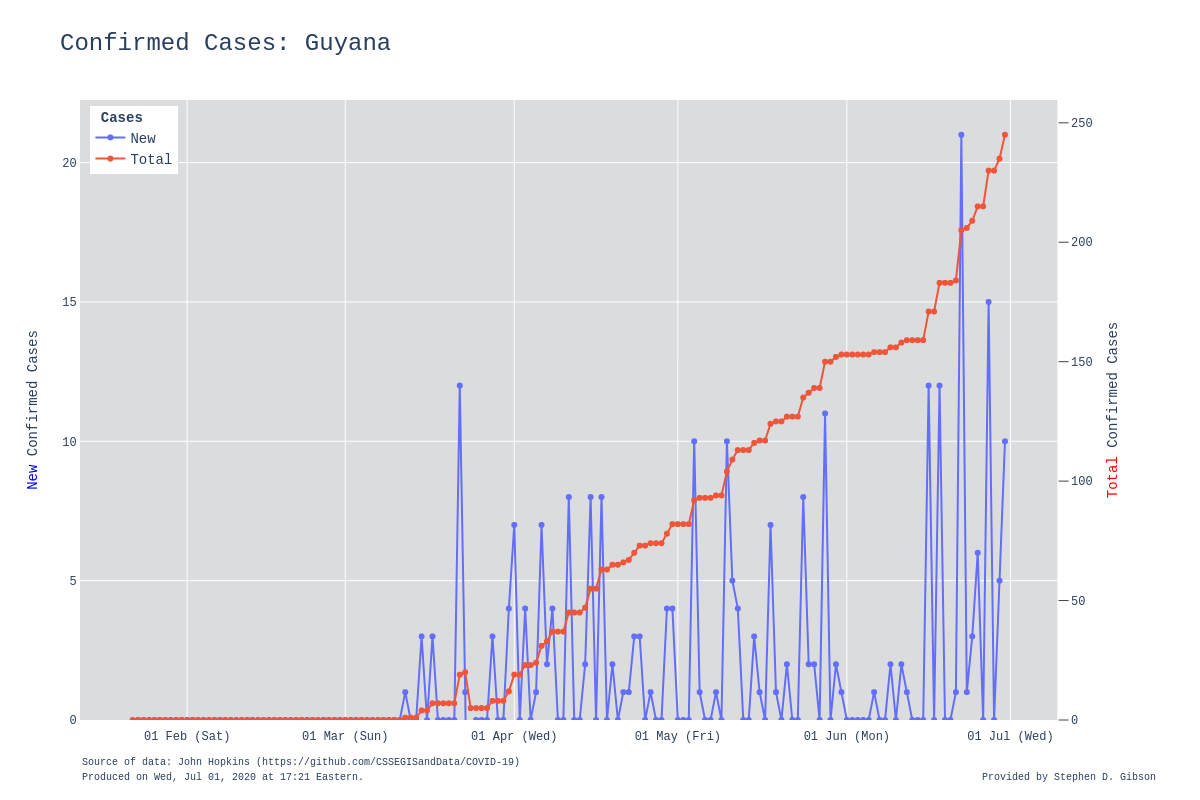 Confirmed Cases: Guyana
Cases
New
Total
20
15
10
5
0
New Confirmed Cases
250
200
150
100
50
0
Total Confirmed Cases
01 Feb (Sat) 01 Mar (Sun) 01 Apr (Wed) 01 May (Fri) 01 Jun (Mon) 01 Jul (Wed)
Source of data: John Hopkins (https://github.com/CSSEGISandData/COVID-19)
Produced on Wed, Jul 01, 2020 at 17:21 Eastern.
Provided by Stephen D. Gibson